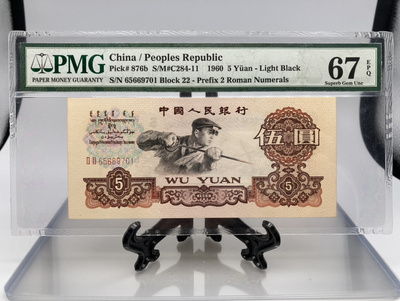 PMG
PAPER MONEY GUARANTY
China / Peoples Republic
Pick# 876b S/M#C284-11 1960 5 Yüan - Light Black
S/N 65669701 Block 22 - Prefix 2 Roman Numerals
67 EPQ
Superb Gem Unc
中国人民银行
伍圓
65669701
WU YUAN
5
5